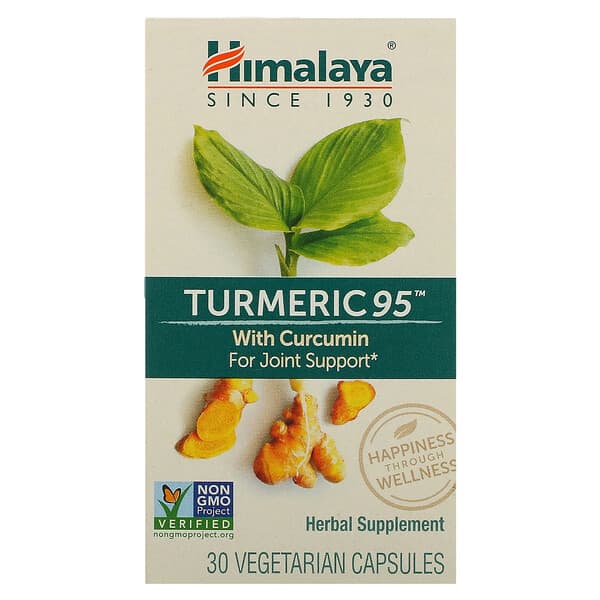 Himalaya®
SINCE 1930
TURMERIC 95™
With Curcumin
For Joint Support*
HAPPINESS
THROUGH
WELLNESS
NON
GMO
Project
VERIFIED
nongmoproject.org
Herbal Supplement
30 VEGETARIAN CAPSULES